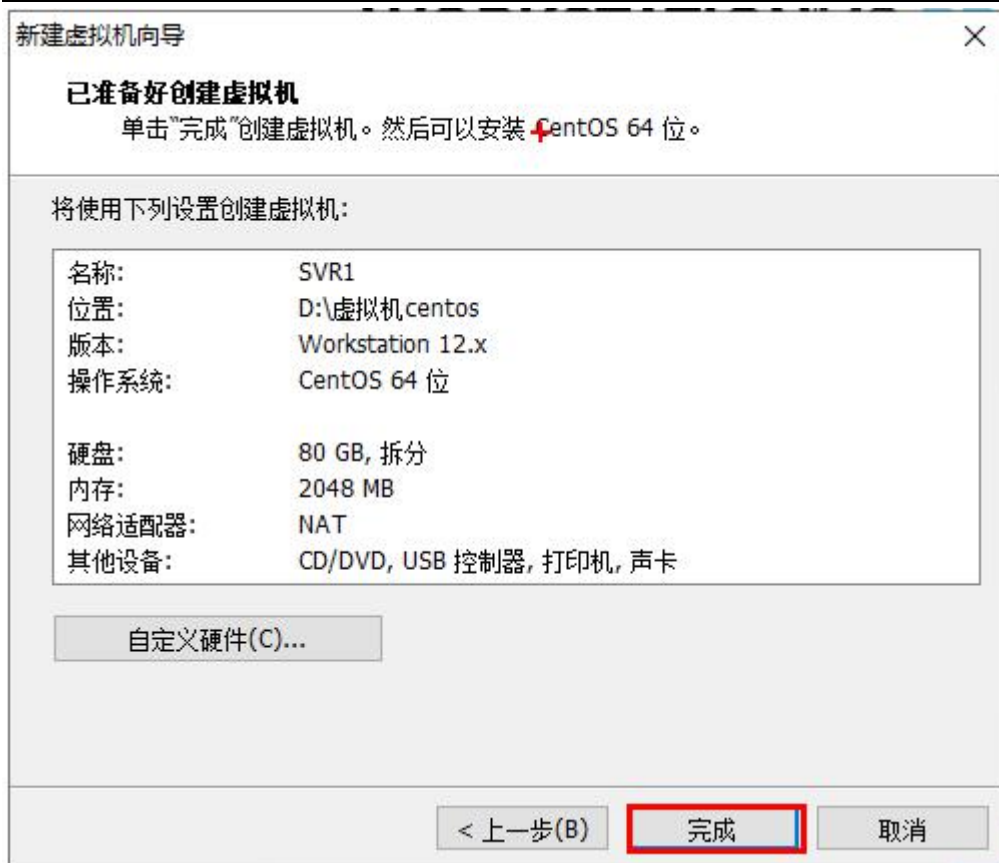 新建虚拟机向导
已准备好创建虚拟机
单击"完成"创建虚拟机。然后可以安装 CentOS 64 位。
将使用下列设置创建虚拟机:
名称: SVR1
位置: D:\虚拟机centos
版本: Workstation 12.x
操作系统: CentOS 64 位
硬盘: 80 GB, 拆分
内存: 2048 MB
网络适配器: NAT
其他设备: CD/DVD, USB 控制器, 打印机, 声卡
自定义硬件(C)...
< 上一步(B) 完成 取消